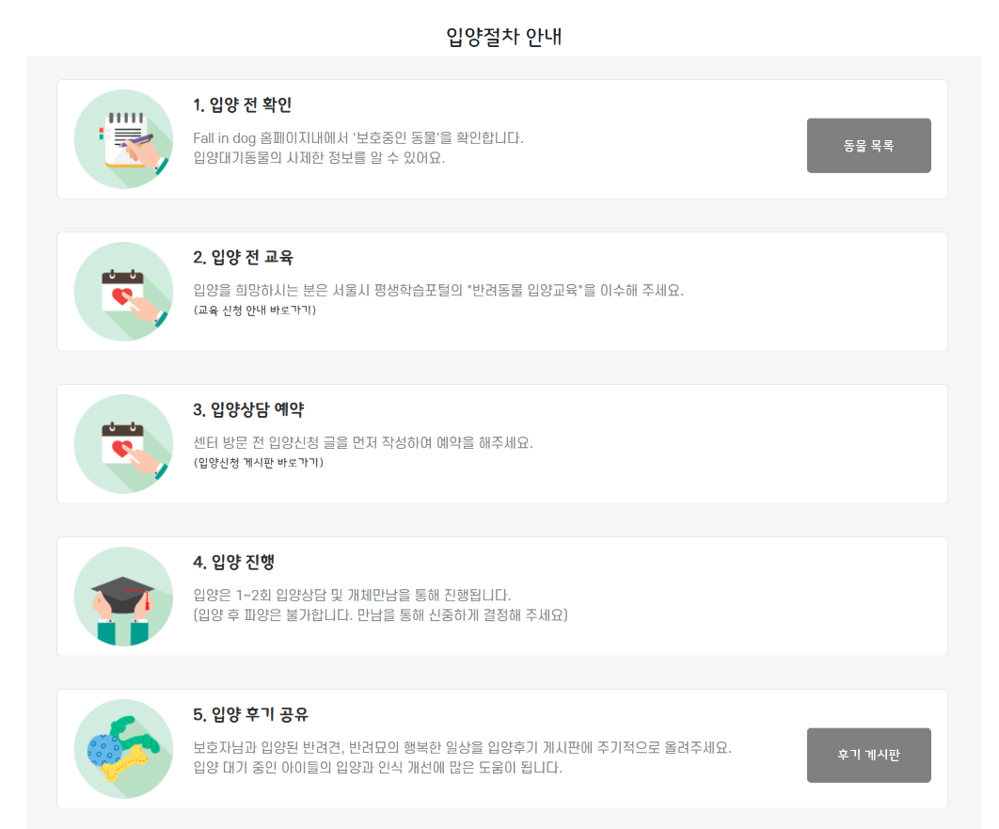 입양절차 안내
1. 입양 전 확인
Fall in dog 홈페이지내에서 '보호중인 동물'을 확인합니다.
입양대기동물의 사제한 정보를 알 수 있어요.
동물 목록
2. 입양 전 교육
입양을 희망하시는 분은 서울시 평생학습포털의 "반려동물 입양교육"을 이수해 주세요.
(교육 신청 안내 바로가기)
3. 입양상담 예약
센터 방문 전 입양신청 글을 먼저 작성하여 예약을 해주세요.
(입양신청 게시판 바로가기)
4. 입양 진행
입양은 1~2회 입양상담 및 개체만남을 통해 진행됩니다.
(입양 후 파양은 불가합니다. 만남을 통해 신중하게 결정해 주세요)
5. 입양 후기 공유
보호자님과 입양된 반려견, 반려묘의 행복한 일상을 입양후기 게시판에 주기적으로 올려주세요.
입양 대기 중인 아이들의 입양과 인식 개선에 많은 도움이 됩니다.
후기 게시판